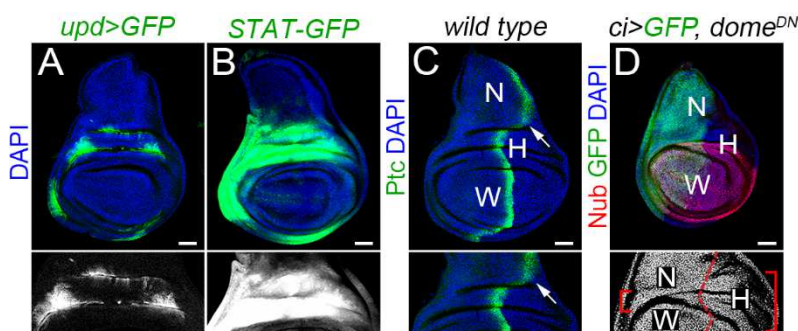 upd>GFP STAT-GFP wild type ci>GFP, dome^DN
A B C D
DAPI
Ptc DAPI
Nub GFP DAPI
N
H
W
N
H
W
N
H
W